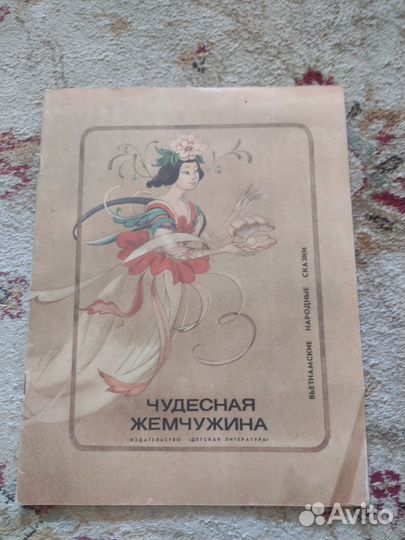 ВЬЕТНАМСКИЕ НАРОДНЫЕ СКАЗКИ
ЧУДЕСНАЯ
ЖЕМЧУЖИНА
ИЗДАТЕЛЬСТВО «ДЕТСКАЯ ЛИТЕРАТУРА»
Avito